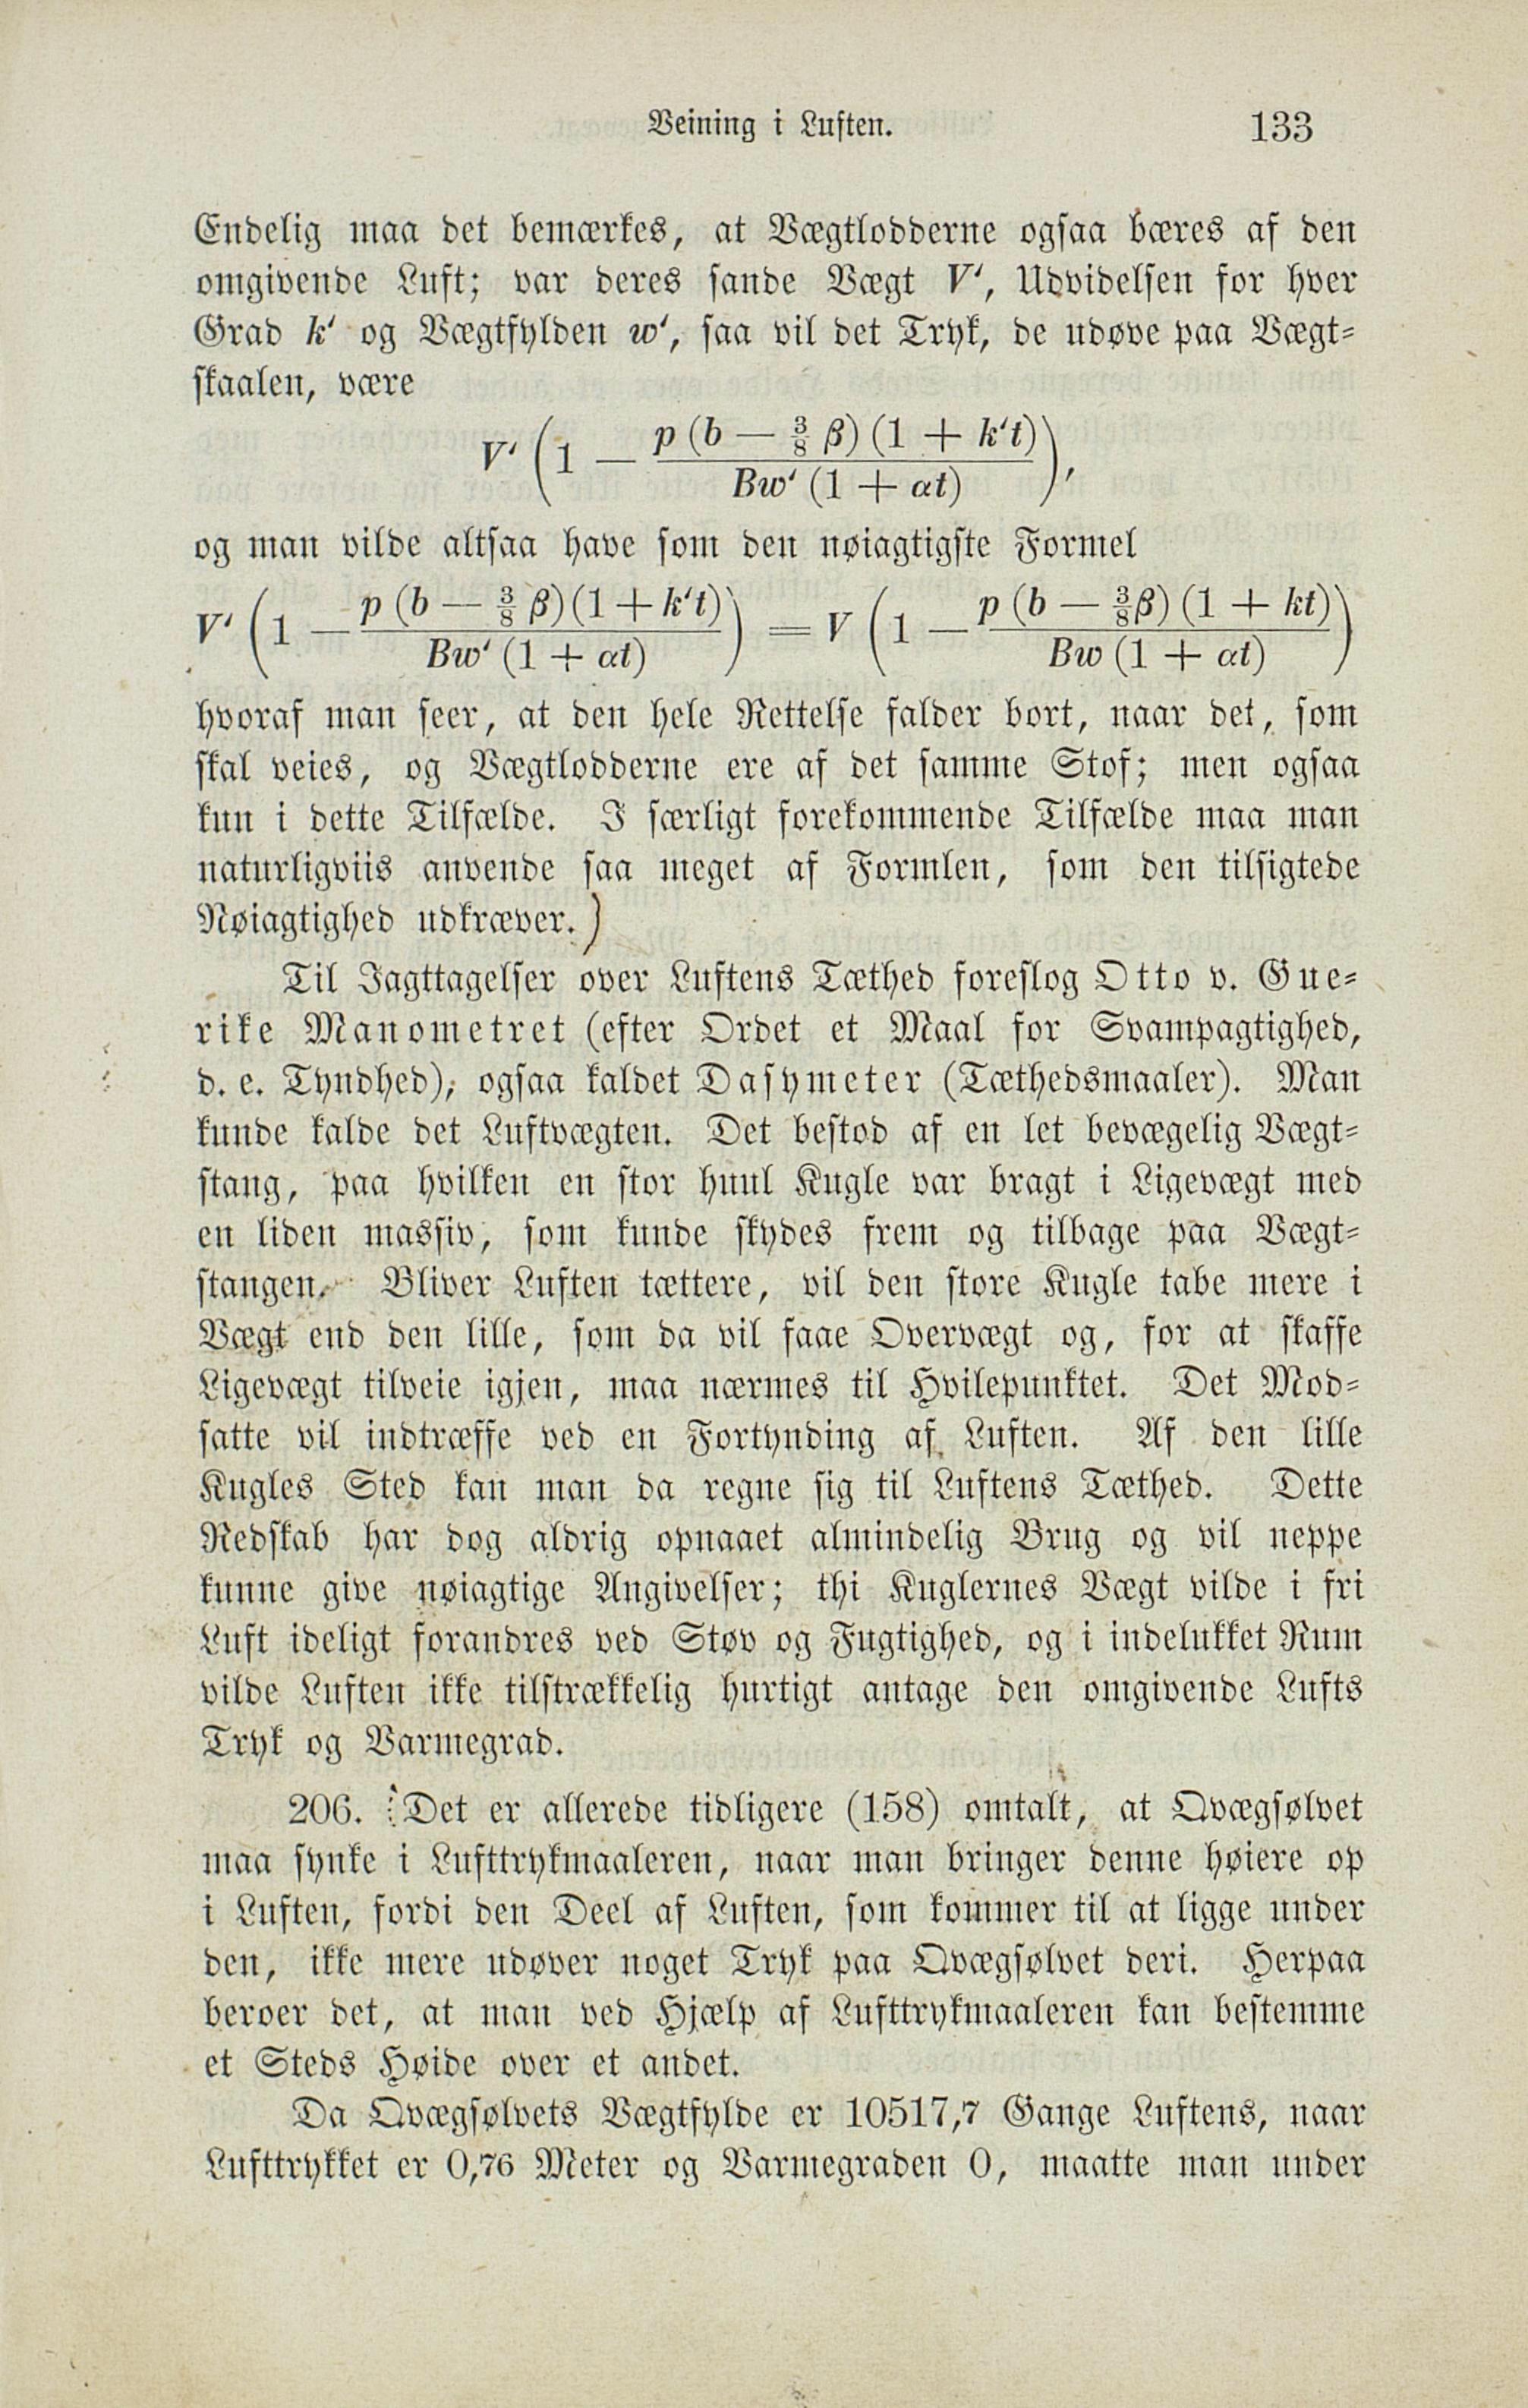 Veining i Luften. 133
Endelig maa det bemærkes, at Vægtlodderne ogsaa bæres af den
omgivende Luft; var deres sande Vægt V', Udvidelsen for hver
Grad k' og Vægtfylden w', saa vil det Tryk, de udøve paa Vægt-
skaalen, være
V' (1 — p (b — 3/8 β) (1 + k't) / Bw' (1 + αt)),
og man vilde altsaa have som den nøiagtigste Formel
V' (1 — p (b — 3/8 β) (1 + k't) / Bw' (1 + αt)) = V (1 — p (b — 3/8 β) (1 + kt) / Bw (1 + αt))
hvoraf man seer, at den hele Rettelse falder bort, naar det, som
skal veies, og Vægtlodderne ere af det samme Stof; men ogsaa
kun i dette Tilfælde. I særligt forekommende Tilfælde maa man
naturligviis anvende saa meget af Formlen, som den tilsigtede
Nøiagtighed udkræver. )
Til Iagttagelser over Luftens Tæthed foreslog Otto v. Gue-
rike Manometret (efter Ordet et Maal for Svampagtighed,
d. e. Tyndhed), ogsaa kaldet Dasymeter (Tæthedsmaaler). Man
kunde kalde det Luftvægten. Det bestod af en let bevægelig Vægt-
stang, paa hvilken en stor huul Kugle var bragt i Ligevægt med
en liden massiv, som kunde skydes frem og tilbage paa Vægt-
stangen. Bliver Luften tættere, vil den store Kugle tabe mere i
Vægt end den lille, som da vil faae Overvægt og, for at skaffe
Ligevægt tilveie igjen, maa nærmes til Hvilepunktet. Det Mod-
satte vil indtræffe ved en Fortynding af Luften. Af den lille
Kugles Sted kan man da regne sig til Luftens Tæthed. Dette
Redskab har dog aldrig opnaaet almindelig Brug og vil neppe
kunne give nøiagtige Angivelser; thi Kuglernes Vægt vilde i fri
Luft ideligt forandres ved Støv og Fugtighed, og i indelukket Rum
vilde Luften ikke tilstrækkelig hurtigt antage den omgivende Lufts
Tryk og Varmegrad.
206. Det er allerede tidligere (158) omtalt, at Qvægsølvet
maa synke i Lufttrykmaaleren, naar man bringer denne høiere op
i Luften, fordi den Deel af Luften, som kommer til at ligge under
den, ikke mere udøver noget Tryk paa Qvægsølvet deri. Herpaa
beroer det, at man ved Hjælp af Lufttrykmaaleren kan bestemme
et Steds Høide over et andet.
Da Qvægsølvets Vægtfylde er 10517,7 Gange Luftens, naar
Lufttrykket er 0,76 Meter og Varmegraden 0, maatte man under